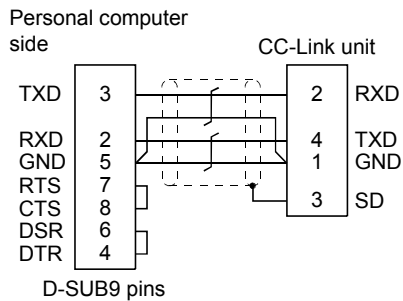 Personal computer
side
CC-Link unit
TXD 3 2 RXD
RXD 2 4 TXD
GND 5 1 GND
RTS 7
CTS 8 3 SD
DSR 6
DTR 4
D-SUB9 pins